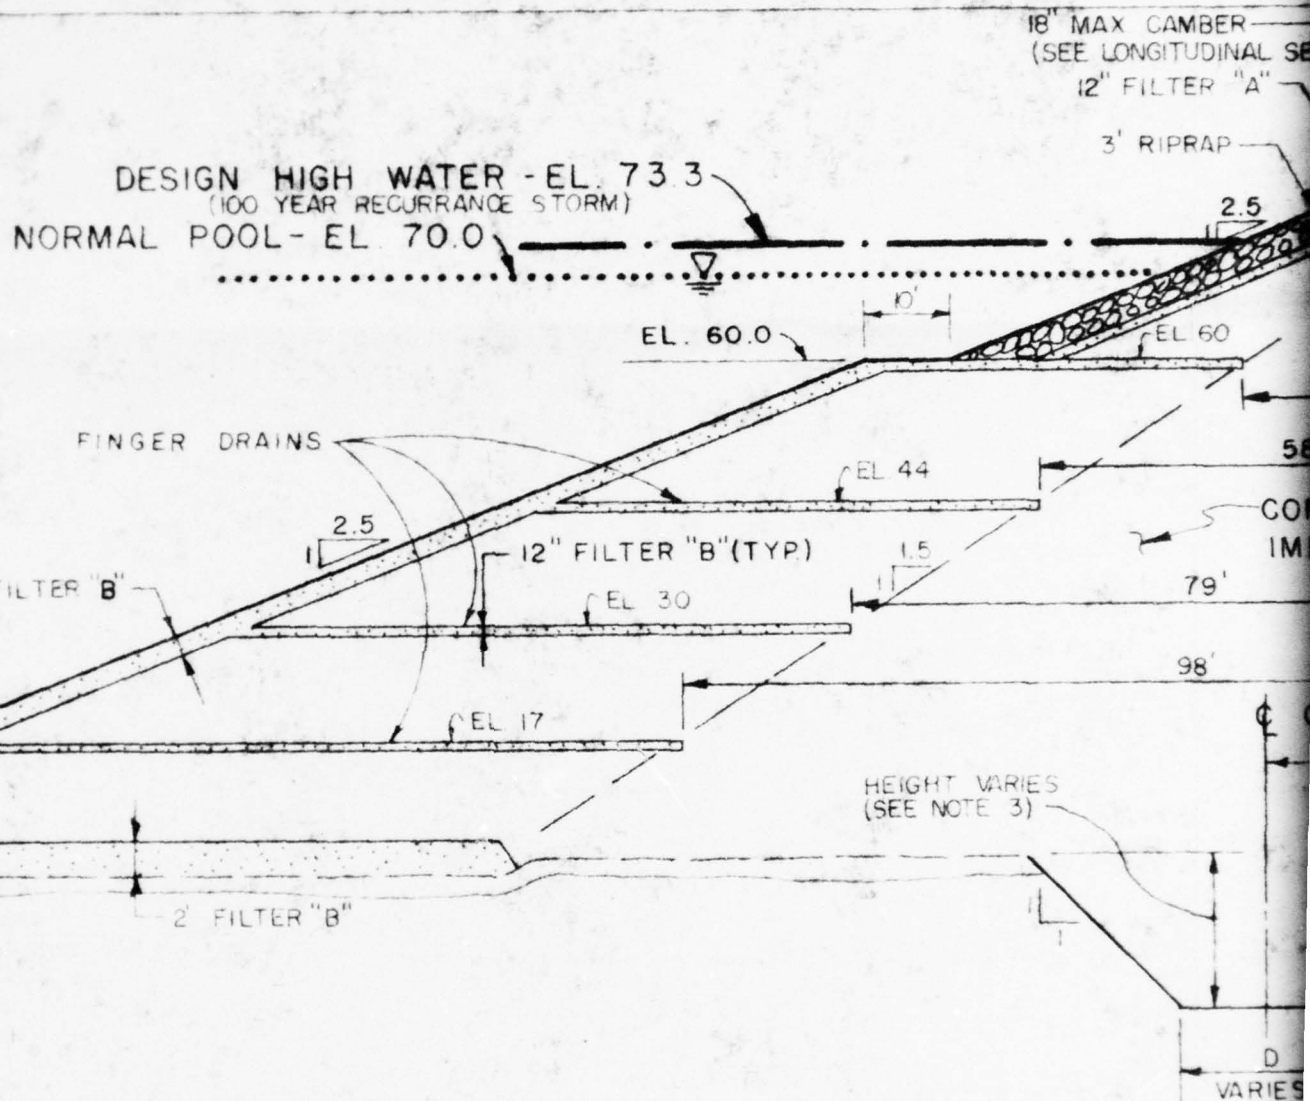 18" MAX CAMBER
(SEE LONGITUDINAL SE
12" FILTER "A"
3' RIPRAP
DESIGN HIGH WATER - EL. 73.3
(100 YEAR RECURRANCE STORM)
NORMAL POOL - EL. 70.0
2.5
1
10'
EL. 60.0
EL. 60
FINGER DRAINS
EL. 44
58
2.5
1
12" FILTER "B" (TYP.)
1.5
1
COR
IM
ILTER "B"
EL. 30
79'
98'
EL. 17
HEIGHT VARIES
(SEE NOTE 3)
2' FILTER "B"
1
1
D
VARIES